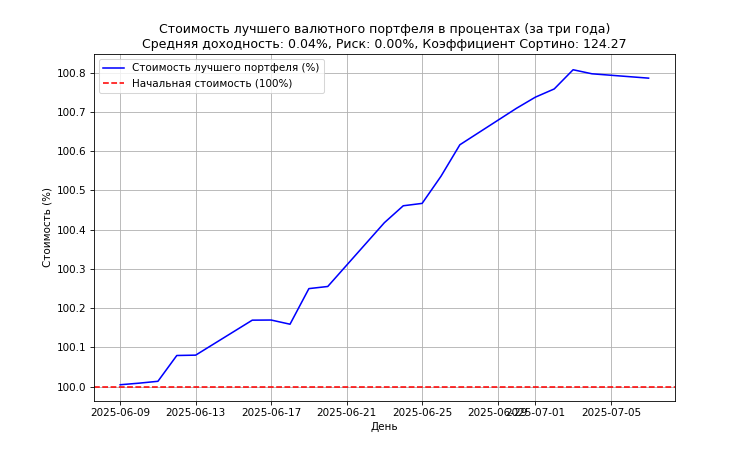 Стоимость лучшего валютного портфеля в процентах (за три года)
Средняя доходность: 0.04%, Риск: 0.00%, Коэффициент Сортино: 124.27
Стоимость лучшего портфеля (%)
Начальная стоимость (100%)
Стоимость (%)
100.8
100.7
100.6
100.5
100.4
100.3
100.2
100.1
100.0
2025-06-09 2025-06-13 2025-06-17 2025-06-21 2025-06-25 2025-06-29 2025-07-01 2025-07-05
День